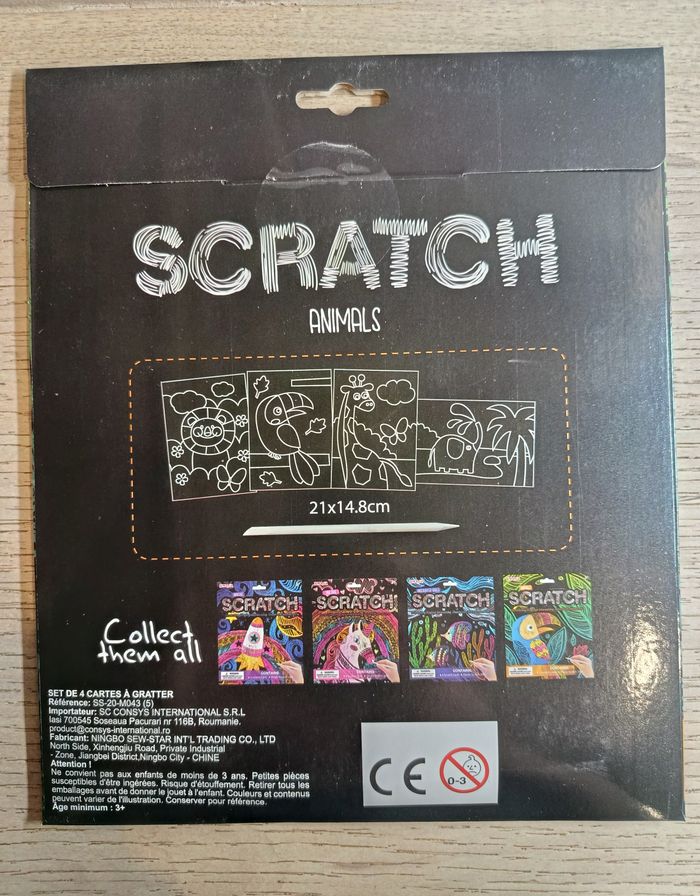 SCRATCH
ANIMALS
21x14.8cm
SCRATCH SCRATCH SCRATCH SCRATCH
Collect
them all
SET DE 4 CARTES À GRATTER
Référence: SS-20-M043 (5)
Importateur: SC CONSYS INTERNATIONAL S.R.L
Iasi 700545 Soseaua Pacurari nr 116B, Roumanie.
product@consys-international.ro
Fabricant: NINGBO SEW-STAR INT'L TRADING CO., LTD
North Side, Xinhengjiu Road, Private Industrial
- Zone, Jiangbei District,Ningbo City - CHINE
Attention !
Ne convient pas aux enfants de moins de 3 ans. Petites pièces
susceptibles d'être ingérées. Risque d'étouffement. Retirer tous les
emballages avant de donner le jouet à l'enfant. Couleurs et contenus
peuvent varier de l'illustration. Conserver pour référence.
Âge minimum : 3+
CE
0-3